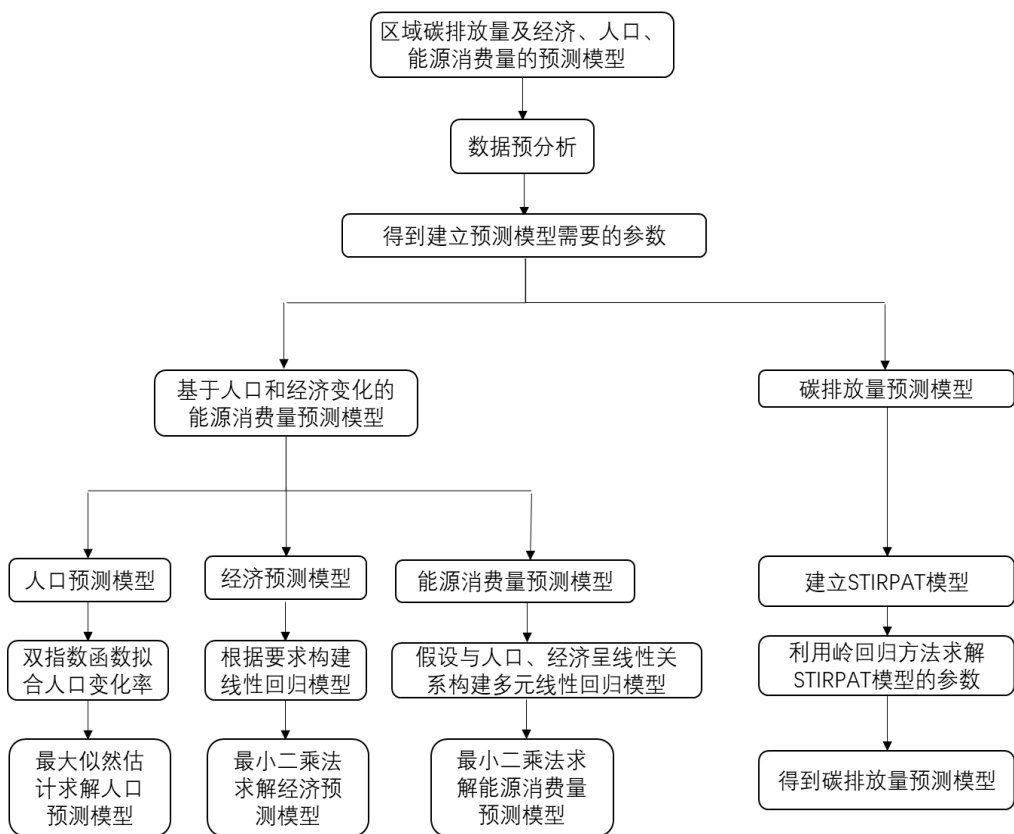 区域碳排放量及经济、人口、
能源消费量的预测模型
数据预分析
得到建立预测模型需要的参数
基于人口和经济变化的
能源消费量预测模型
碳排放量预测模型
人口预测模型
经济预测模型
能源消费量预测模型
建立STIRPAT模型
双指数函数拟
合人口变化率
根据要求构建
线性回归模型
假设与人口、经济呈线性关
系构建多元线性回归模型
利用岭回归方法求解
STIRPAT模型的参数
最大似然估
计求解人口
预测模型
最小二乘法
求解经济预
测模型
最小二乘法求
解能源消费量
预测模型
得到碳排放量预测模型